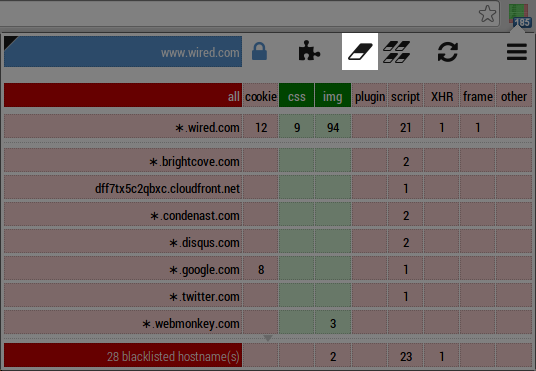 185
www.wired.com
all cookie css img plugin script XHR frame other
∗.wired.com 12 9 94 21 1 1
∗.brightcove.com 2
dff7tx5c2qbxc.cloudfront.net 1
∗.condenast.com 2
∗.disqus.com 2
∗.google.com 8 1
∗.twitter.com 1
∗.webmonkey.com 3
28 blacklisted hostname(s) 2 23 1